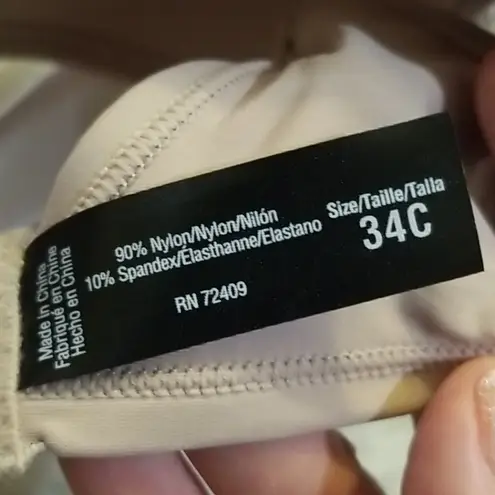 Made in China
Fabriqué en Chine
Hecho en China
90% Nylon/Nylon/Nilón
10% Spandex/Élasthanne/Elastano
RN 72409
Size/Taille/Talla
34C